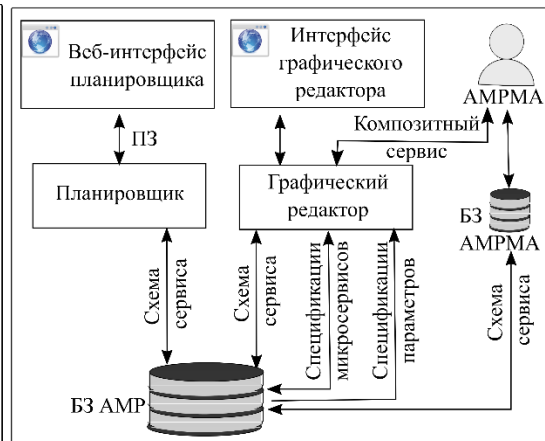 Веб-интерфейс
планировщика
Интерфейс
графического
редактора
АМРМА
ПЗ
Композитный
сервис
Планировщик
Графический
редактор
БЗ
АМРМА
Схема
сервиса
Схема
сервиса
Спецификации
микросервисов
Спецификации
параметров
Схема
сервиса
БЗ АМР